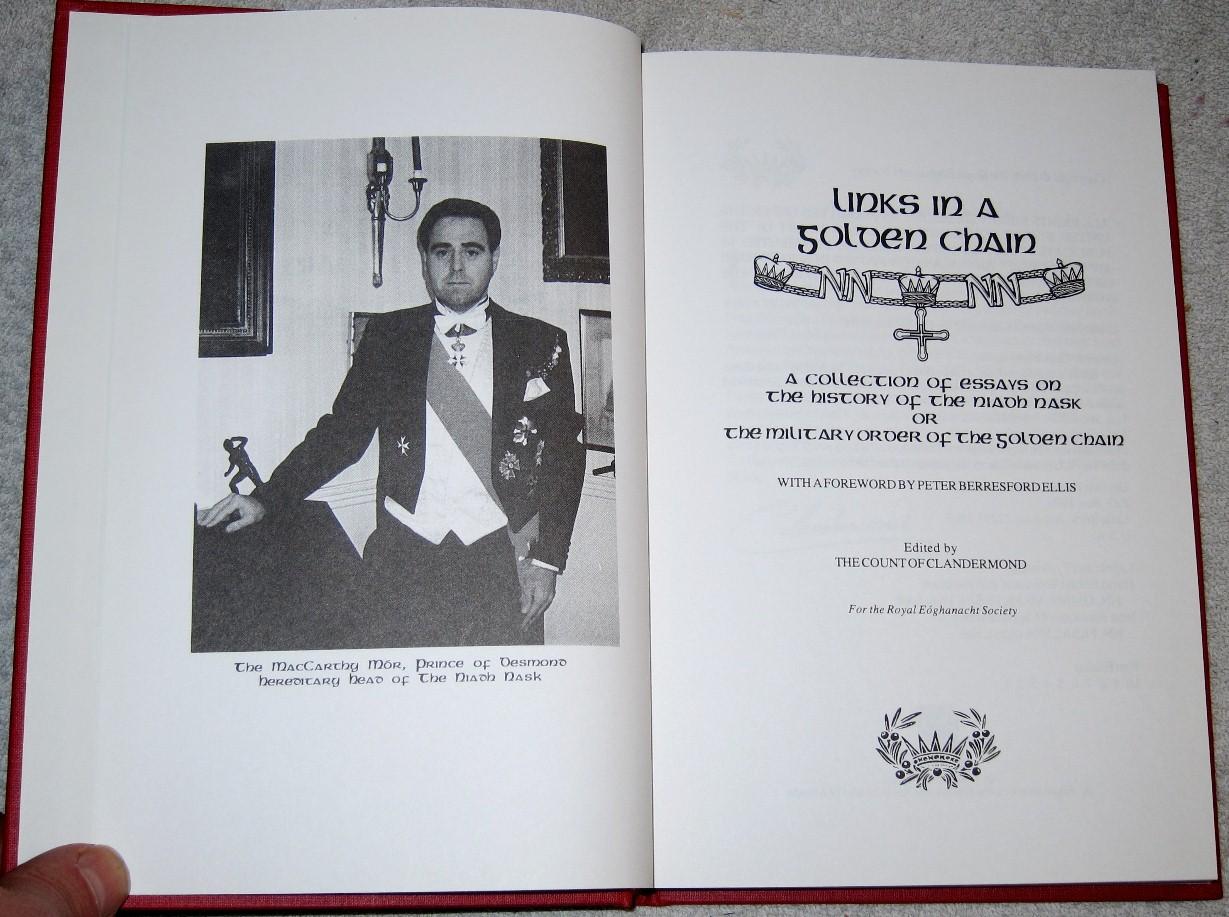 The MacCarthy Mór, Prince of Desmond
hereditary head of The Niadh Nask
Links in a
Golden Chain
NN NN
A collection of essays on
the history of the Niadh Nask
or
the military order of the Golden Chain
WITH A FOREWORD BY PETER BERRESFORD ELLIS
Edited by
THE COUNT OF CLANDERMOND
For the Royal Eóghanacht Society